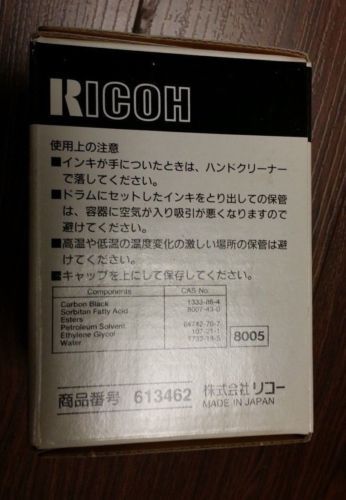 RICOH
使用上の注意
■インキが手についたときは、ハンドクリーナー
で落してください。
■ドラムにセットしたインキをとり出しての保管
は、容器に空気が入り吸引が悪くなりますので
避けてください。
■高温や低温の温度変化の激しい場所の保管は避
けてください。
■キャップを上にして保存してください。
Components CAS No.
Carbon Black 1333-86-4
Sorbitan Fatty Acid 8007-43-0
Esters
Petroleum Solvent 64742-70-7
Ethylene Glycol 107-21-1
Water
8005
商品番号 613462 株式会社リコー
MADE IN JAPAN